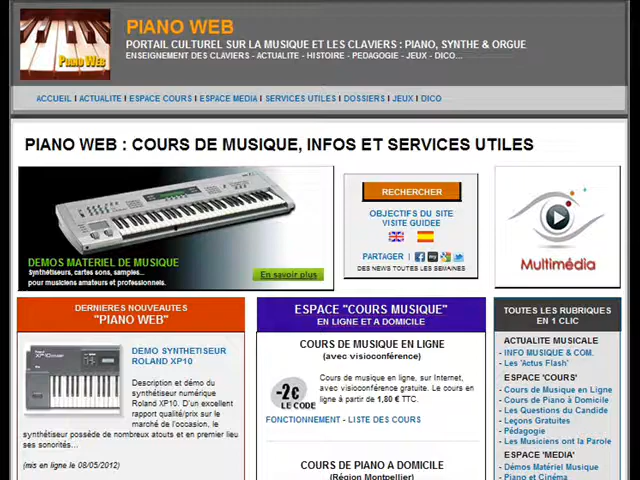 PIANO WEB
PIANO WEB
PORTAIL CULTUREL SUR LA MUSIQUE ET LES CLAVIERS : PIANO, SYNTHE & ORGUE
ENSEIGNEMENT DES CLAVIERS - ACTUALITE - HISTOIRE - PEDAGOGIE - JEUX - DICO...
ACCUEIL I ACTUALITE I ESPACE COURS I ESPACE MEDIA I SERVICES UTILES I DOSSIERS I JEUX I DICO
PIANO WEB : COURS DE MUSIQUE, INFOS ET SERVICES UTILES
DEMOS MATERIEL DE MUSIQUE
Synthétiseurs, cartes sons, samples...
pour musiciens amateurs et professionnels.
En savoir plus
RECHERCHER
OBJECTIFS DU SITE
VISITE GUIDEE
PARTAGER |
DES NEWS TOUTES LES SEMAINES
Multimédia
DERNIERES NOUVEAUTES
"PIANO WEB"
DEMO SYNTHETISEUR
ROLAND XP10
Description et démo du
synthétiseur numérique
Roland XP10. D'un excellent
rapport qualité/prix sur le
marché de l'occasion, le
synthétiseur possède de nombreux atouts et en premier lieu
ses sonorités...
(mis en ligne le 08/05/2012)
ESPACE "COURS MUSIQUE"
EN LIGNE ET A DOMICILE
COURS DE MUSIQUE EN LIGNE
(avec visioconférence)
-2€
LE CODE
Cours de musique en ligne, sur Internet,
avec visioconférence gratuite. Le cours en
ligne à partir de 1,80 € TTC.
FONCTIONNEMENT - LISTE DES COURS
COURS DE PIANO A DOMICILE
(Région Montpellier)
TOUTES LES RUBRIQUES
EN 1 CLIC
ACTUALITE MUSICALE
- INFO MUSIQUE & COM.
- Les 'Actus Flash'
ESPACE 'COURS'
- Cours de Musique en Ligne
- Cours de Piano à Domicile
- Les Questions du Candide
- Leçons Gratuites
- Pédagogie
- Les Musiciens ont la Parole
ESPACE 'MEDIA'
- Démos Matériel Musique
- Piano et Cinéma